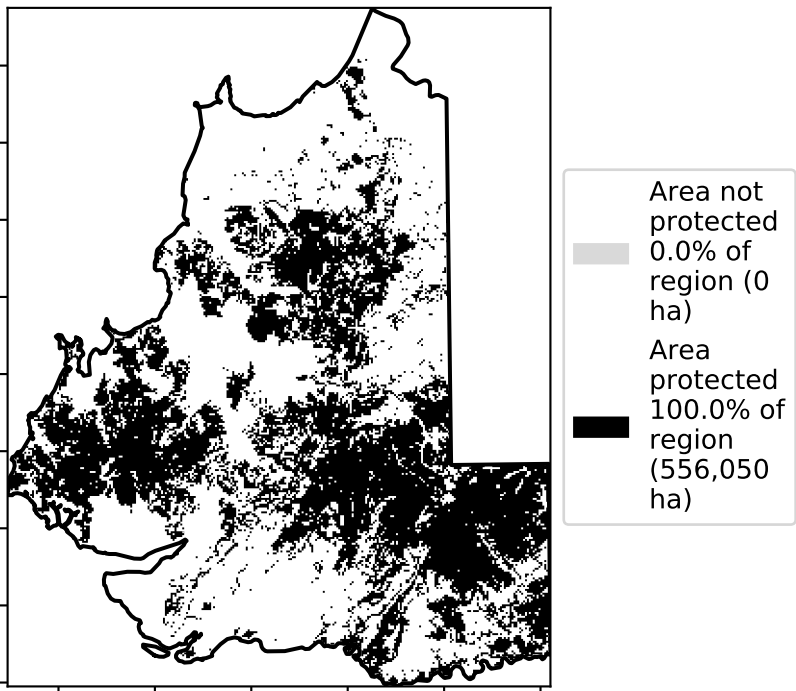 Area not
protected
0.0% of
region (0
ha)
Area
protected
100.0% of
region
(556,050
ha)